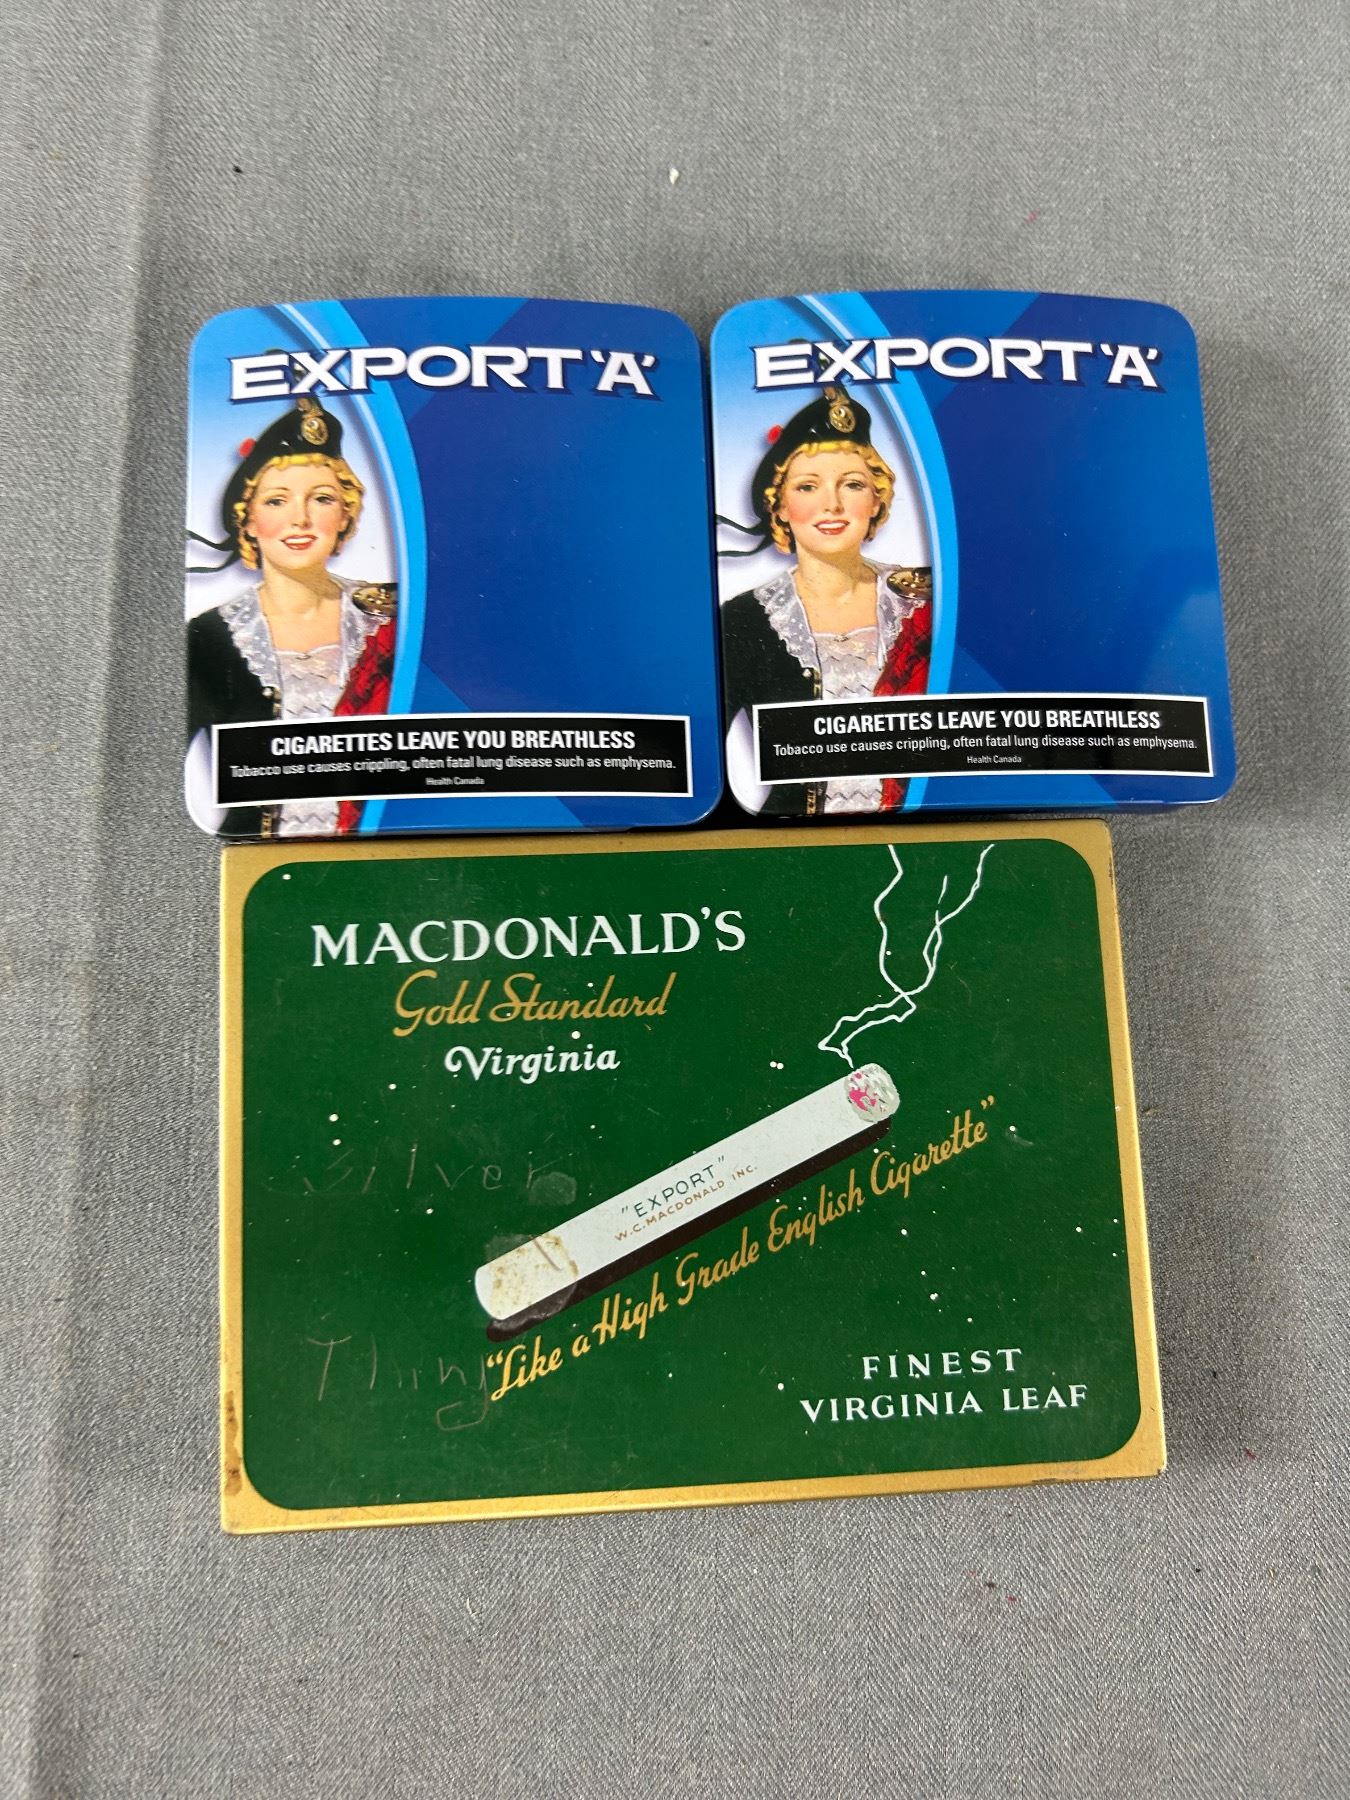 EXPORT 'A'
CIGARETTES LEAVE YOU BREATHLESS
Tobacco use causes crippling, often fatal lung disease such as emphysema.
Health Canada
EXPORT 'A'
CIGARETTES LEAVE YOU BREATHLESS
Tobacco use causes crippling, often fatal lung disease such as emphysema.
Health Canada
MACDONALD'S
Gold Standard
Virginia
Silver
"EXPORT"
W.C. MACDONALD INC.
"Like a High Grade English Cigarette"
Thing
FINEST
VIRGINIA LEAF